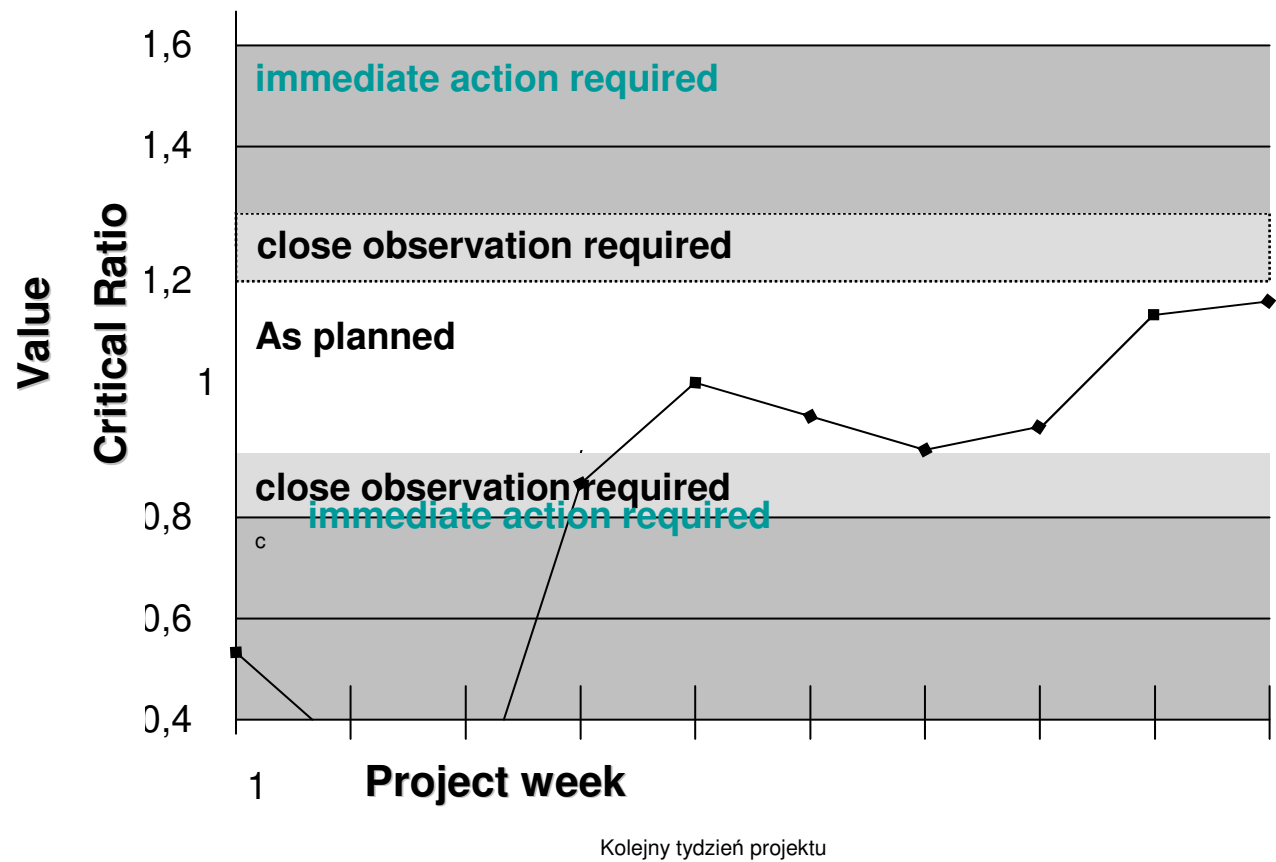 1,6
immediate action required
1,4
close observation required
1,2
Value
Critical Ratio
As planned
1
close observation required
0,8
immediate action required
c
0,6
0,4
1
Project week
Kolejny tydzień projektu